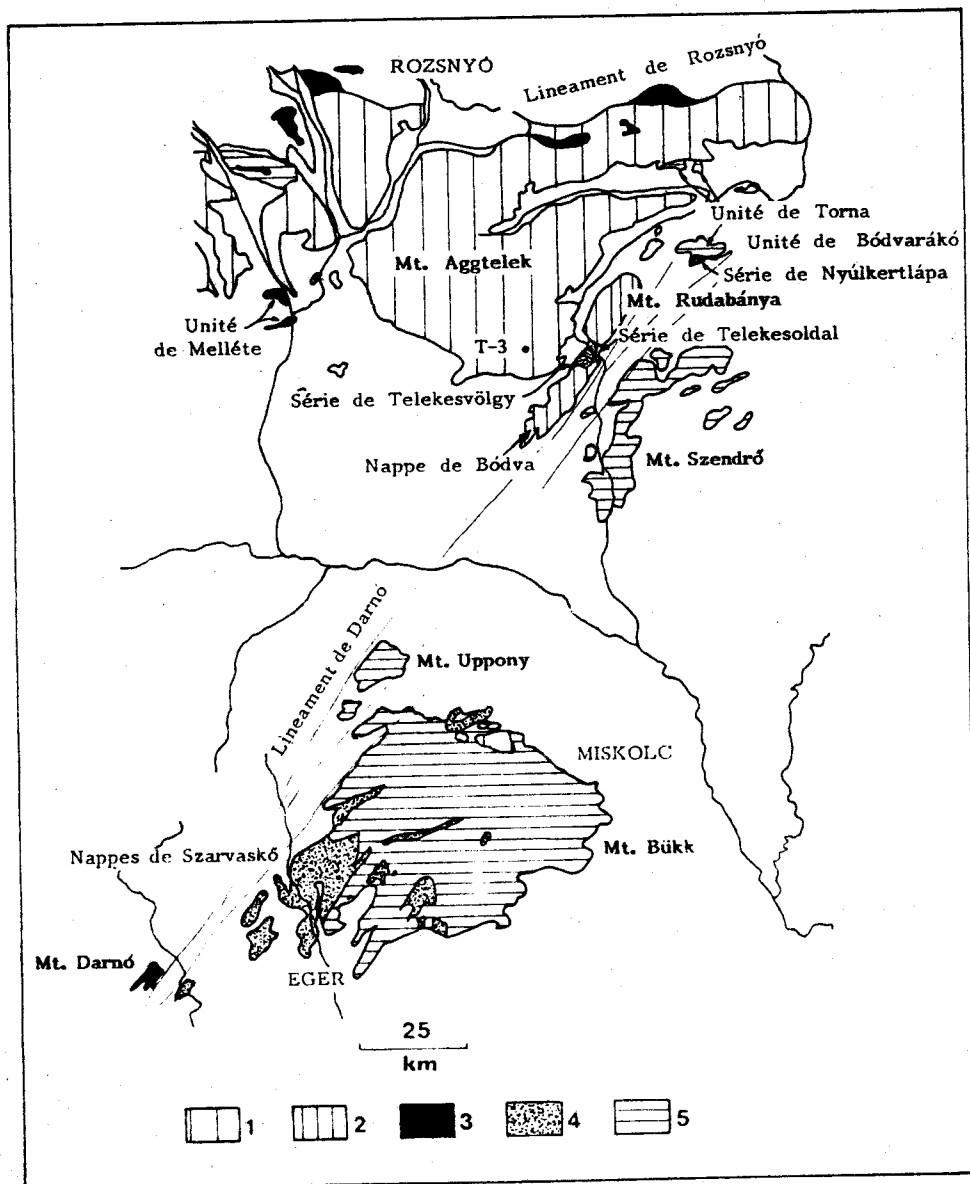 ROZSNYÓ
Lineament de Rozsnyó
Unité de Torna
Unité de Bódvarákó
Mt. Aggtelek
Série de Nyúlkertlápa
Mt. Rudabánya
Unité
de Melléte
Série de Telekesoldal
T-3
Série de Telekesvölgy
Nappe de Bódva
Mt. Szendrő
Lineament de Darnó
Mt. Uppony
MISKOLC
Nappes de Szarvaskő
Mt. Bükk
Mt. Darnó
EGER
25
km
1
2
3
4
5